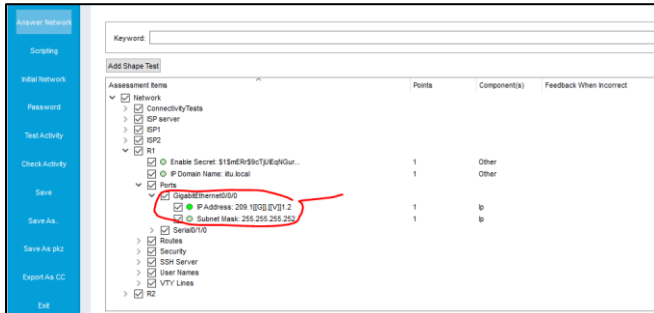 Answer Network
Scripting
Initial Network
Password
Test Activity
Check Activity
Save
Save As..
Save As pkz
Export As CC
Exit
Keyword:
Add Shape Test
Assessment Items Points Component(s) Feedback When Incorrect
Network
ConnectivityTests
ISP server
ISP1
ISP2
R1
Enable Secret: 1 Other
IP Domain Name: iitu.local 1 Other
Ports
GigabitEthernet0/0/0
IP Address: 209.1[[G]].[[V]]1.2 1 Ip
Subnet Mask: 255.255.255.252 1 Ip
Serial0/1/0
Routes
Security
SSH Server
User Names
VTY Lines
R2